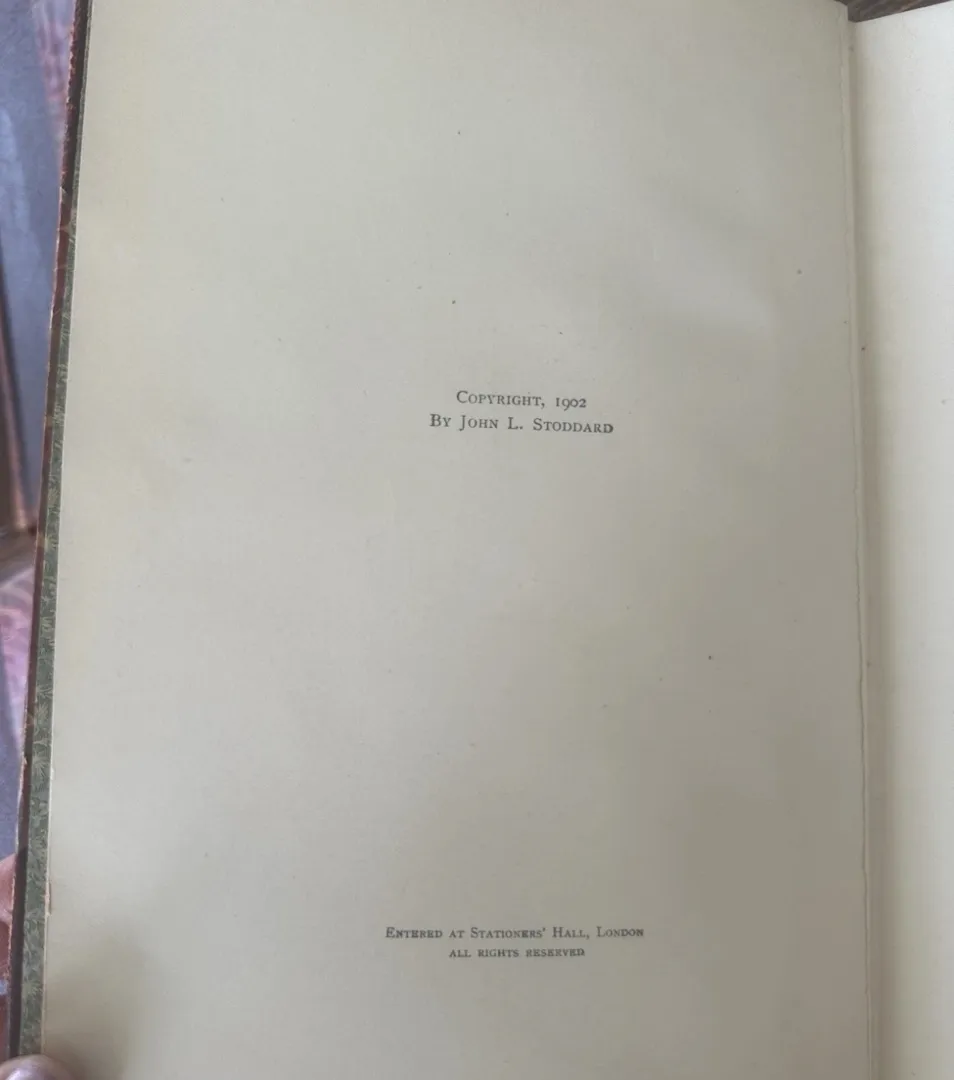 Copyright, 1902
By John L. Stoddard
Entered at Stationers' Hall, London
ALL RIGHTS RESERVED